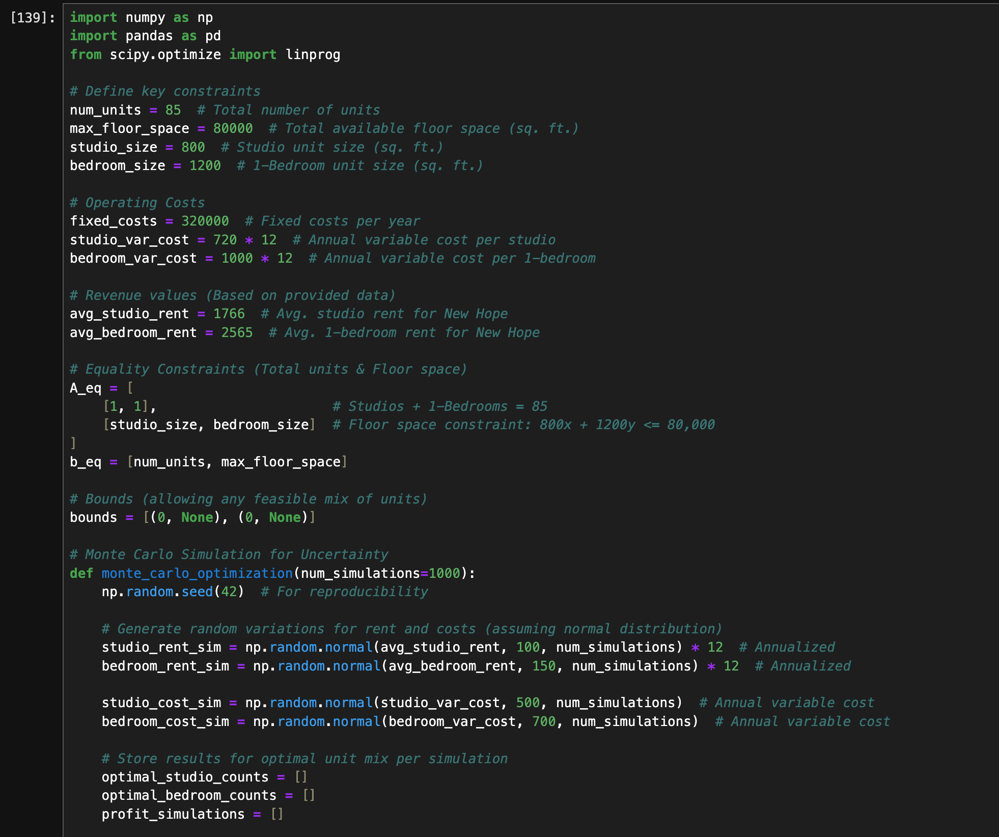 [139]:
import numpy as np
import pandas as pd
from scipy.optimize import linprog
# Define key constraints
num_units = 85  # Total number of units
max_floor_space = 80000  # Total available floor space (sq. ft.)
studio_size = 800  # Studio unit size (sq. ft.)
bedroom_size = 1200  # 1-Bedroom unit size (sq. ft.)
# Operating Costs
fixed_costs = 320000  # Fixed costs per year
studio_var_cost = 720 * 12  # Annual variable cost per studio
bedroom_var_cost = 1000 * 12  # Annual variable cost per 1-bedroom
# Revenue values (Based on provided data)
avg_studio_rent = 1766  # Avg. studio rent for New Hope
avg_bedroom_rent = 2565  # Avg. 1-bedroom rent for New Hope
# Equality Constraints (Total units & Floor space)
A_eq = [
    [1, 1],                      # Studios + 1-Bedrooms = 85
    [studio_size, bedroom_size]  # Floor space constraint: 800x + 1200y <= 80,000
]
b_eq = [num_units, max_floor_space]
# Bounds (allowing any feasible mix of units)
bounds = [(0, None), (0, None)]
# Monte Carlo Simulation for Uncertainty
def monte_carlo_optimization(num_simulations=1000):
    np.random.seed(42)  # For reproducibility
    # Generate random variations for rent and costs (assuming normal distribution)
    studio_rent_sim = np.random.normal(avg_studio_rent, 100, num_simulations) * 12  # Annualized
    bedroom_rent_sim = np.random.normal(avg_bedroom_rent, 150, num_simulations) * 12  # Annualized
    studio_cost_sim = np.random.normal(studio_var_cost, 500, num_simulations)  # Annual variable cost
    bedroom_cost_sim = np.random.normal(bedroom_var_cost, 700, num_simulations)  # Annual variable cost
    # Store results for optimal unit mix per simulation
    optimal_studio_counts = []
    optimal_bedroom_counts = []
    profit_simulations = []